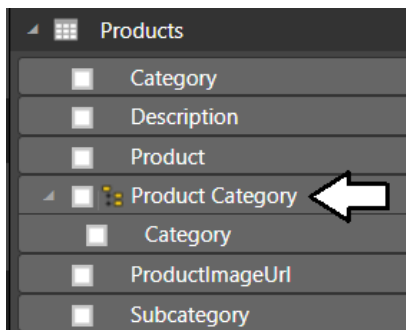 Products
Category
Description
Product
Product Category
Category
ProductImageUrl
Subcategory